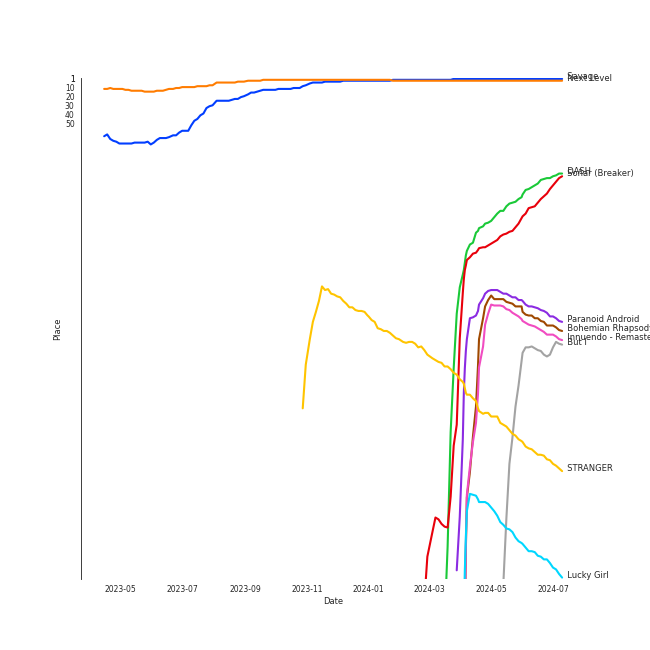 Savage
Next Level
1
10
20
30
40
50
DASH
Sonar (Breaker)
Place
Paranoid Android
Bohemian Rhapsody
Innuendo - Remaste
But I
STRANGER
Lucky Girl
2023-05
2023-07
2023-09
2023-11
2024-01
2024-03
2024-05
2024-07
Date